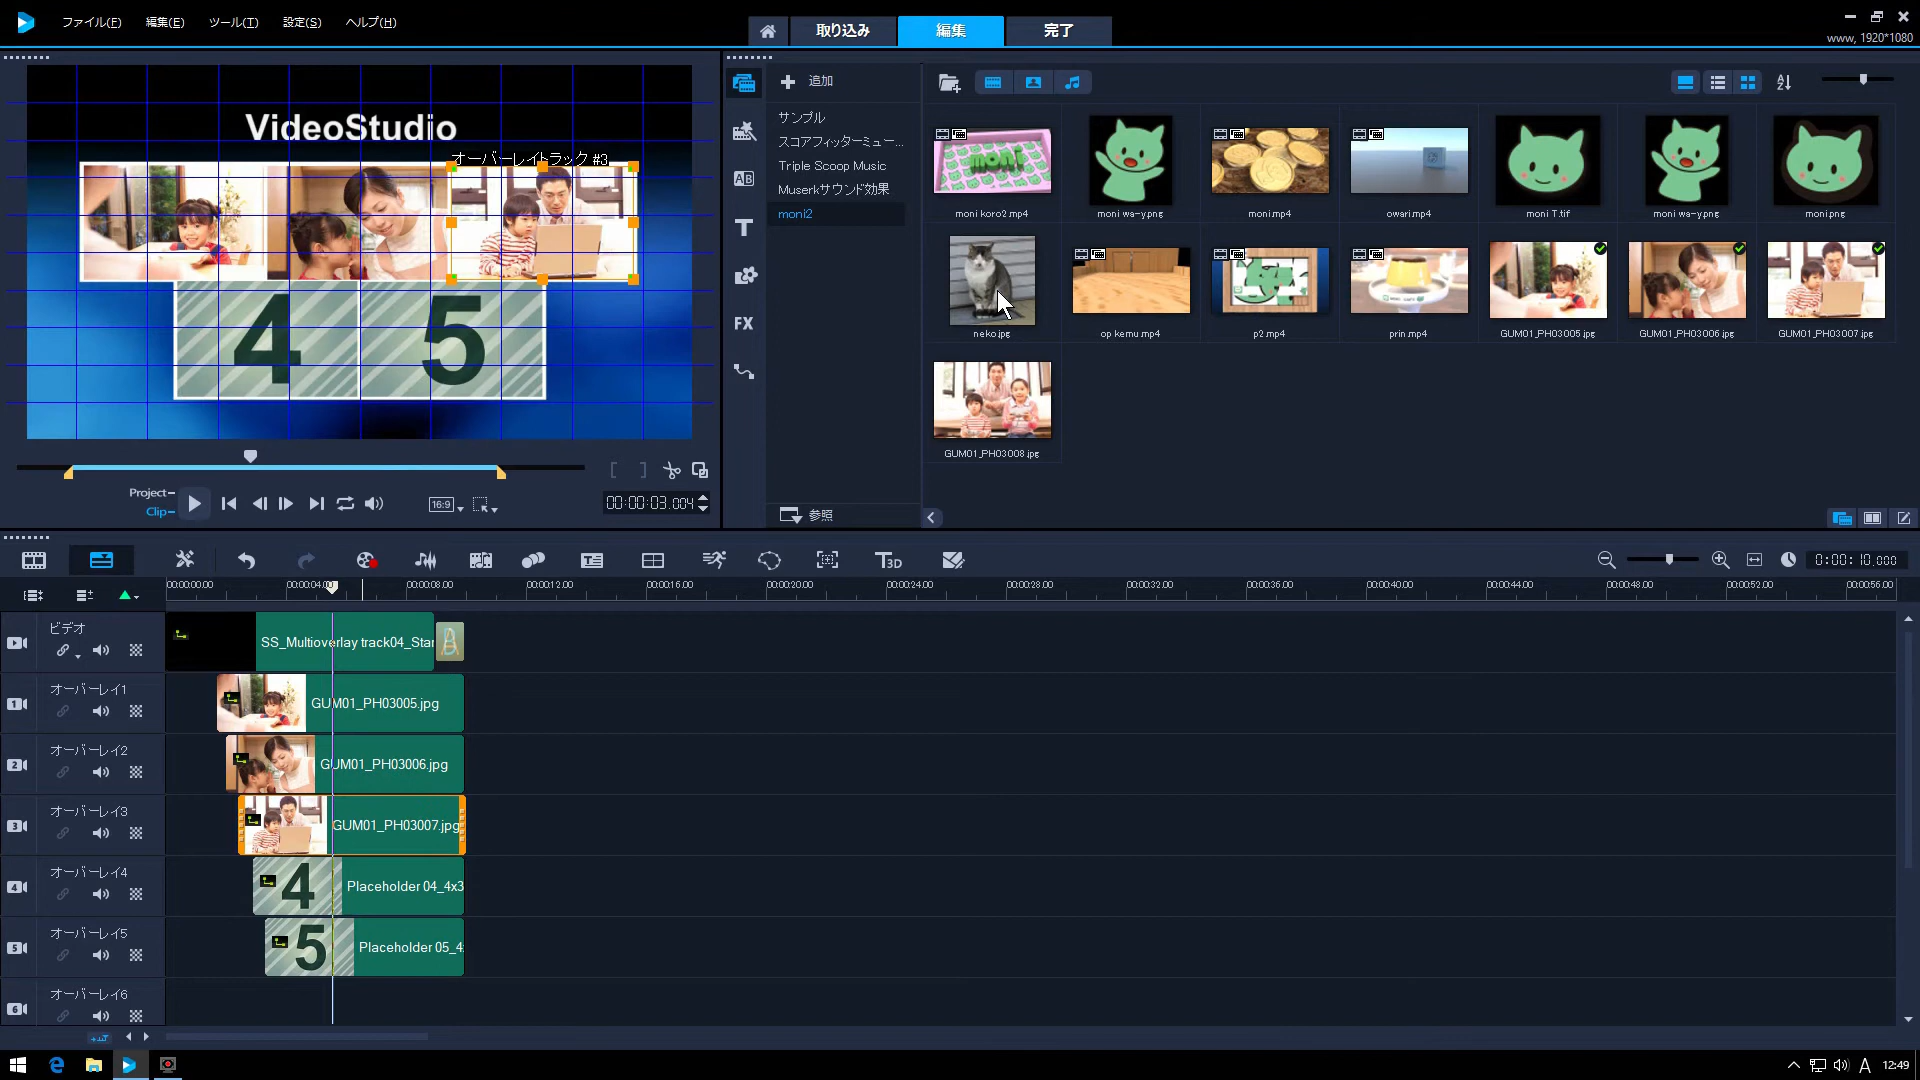 ファイル(F) 編集(E) ツール(T) 設定(S) ヘルプ(H)
取り込み 編集 完了
www, 1920*1080
VideoStudio
オーバーレイトラック #3
4 5
Project
Clip
16:9
00:00:03.004
追加
サンプル
スコアフィッターミュー...
Triple Scoop Music
Muserkサウンド効果
moni2
参照
AB
T
FX
moni koro2.mp4
moni wa-y.png
moni.mp4
owari.mp4
moni T.tif
moni wa-y.png
moni.png
neko.jpg
op kemu.mp4
p2.mp4
prin.mp4
GUM01_PH03005.jpg
GUM01_PH03006.jpg
GUM01_PH03007.jpg
GUM01_PH03008.jpg
T3D
0:00:10.000
00:00:00.00 00:00:04.00 00:00:08.00 00:00:12.00 00:00:16.00 00:00:20.00 00:00:24.00 00:00:28.00 00:00:32.00 00:00:36.00 00:00:40.00 00:00:44.00 00:00:48.00 00:00:52.00 00:00:56.00
ビデオ
SS_Multioverlay track04_Star
オーバーレイ1
1
GUM01_PH03005.jpg
オーバーレイ2
2
GUM01_PH03006.jpg
オーバーレイ3
3
GUM01_PH03007.jpg
オーバーレイ4
4
4
Placeholder 04_4x3
オーバーレイ5
5
5
Placeholder 05_4
オーバーレイ6
6
A 12:49